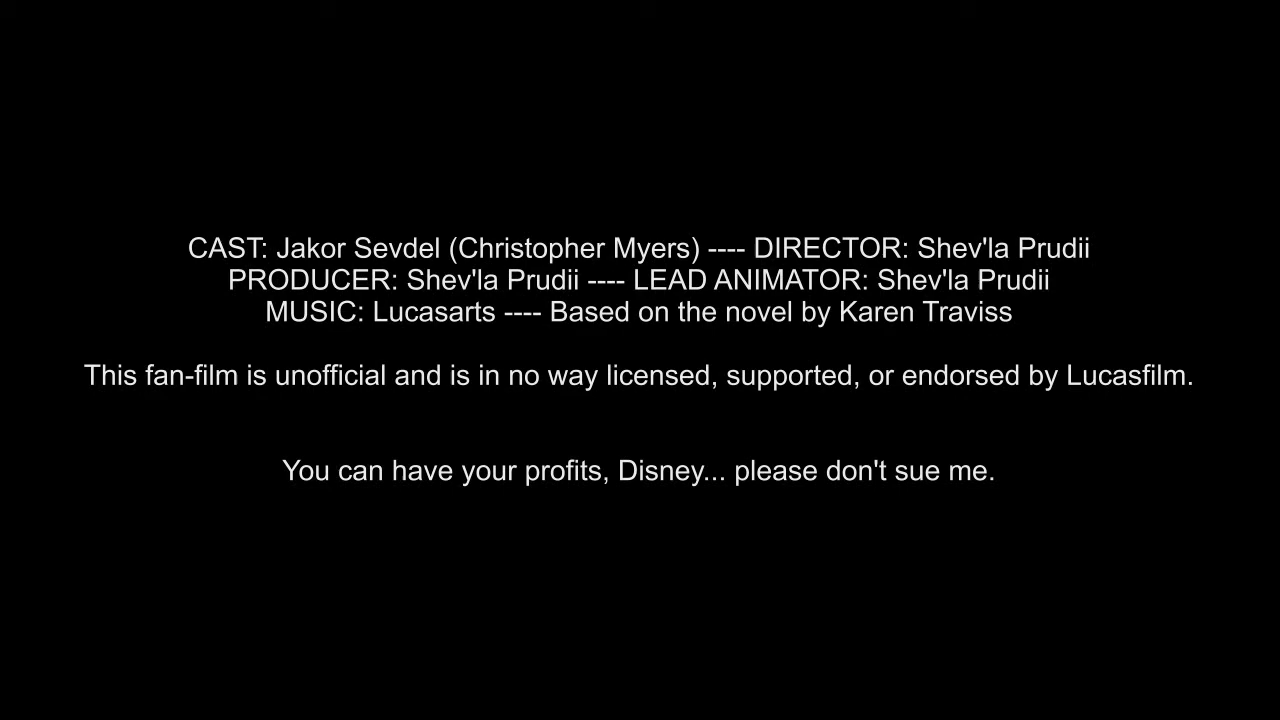 CAST: Jakor Sevdel (Christopher Myers) ---- DIRECTOR: Shev'la Prudii
PRODUCER: Shev'la Prudii ---- LEAD ANIMATOR: Shev'la Prudii
MUSIC: Lucasarts ---- Based on the novel by Karen Traviss
This fan-film is unofficial and is in no way licensed, supported, or endorsed by Lucasfilm.
You can have your profits, Disney... please don't sue me.